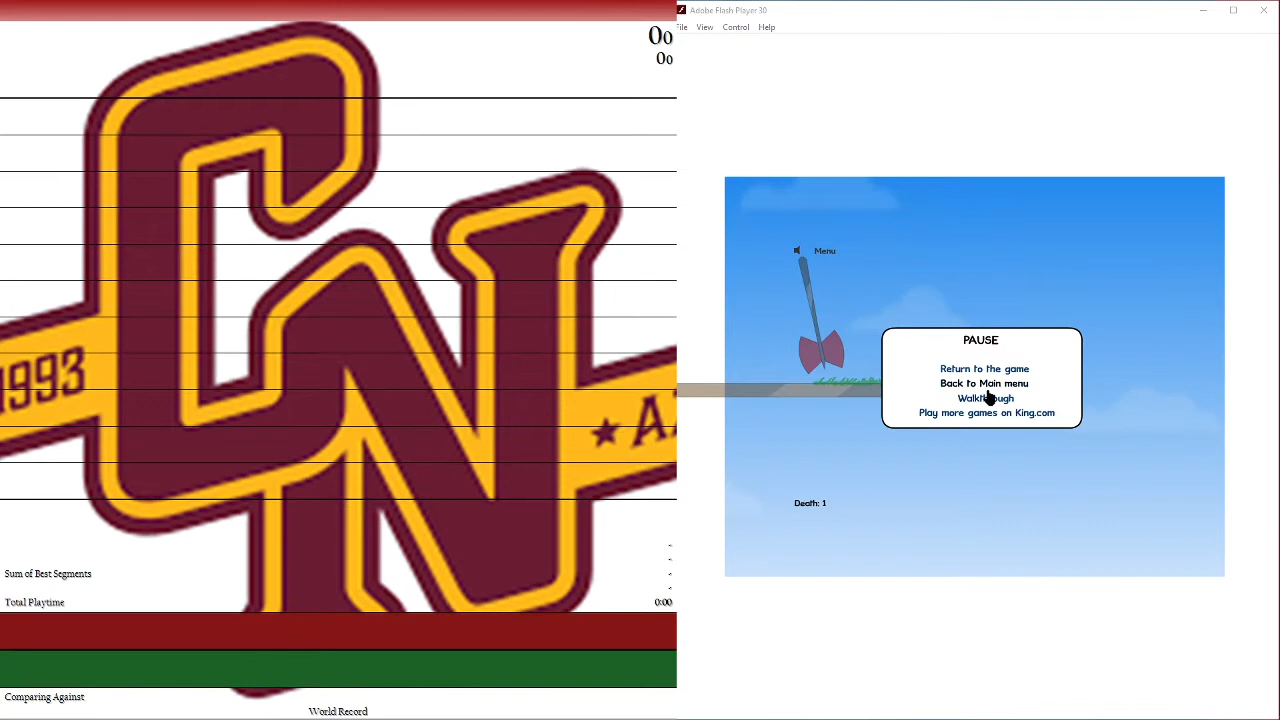 00
00
1993
CN
A
Sum of Best Segments
-
-
-
-
Total Playtime
0:00
Comparing Against
World Record
Adobe Flash Player 30
File View Control Help
Menu
PAUSE
Return to the game
Back to Main menu
Play more games on King.com
Death: 1